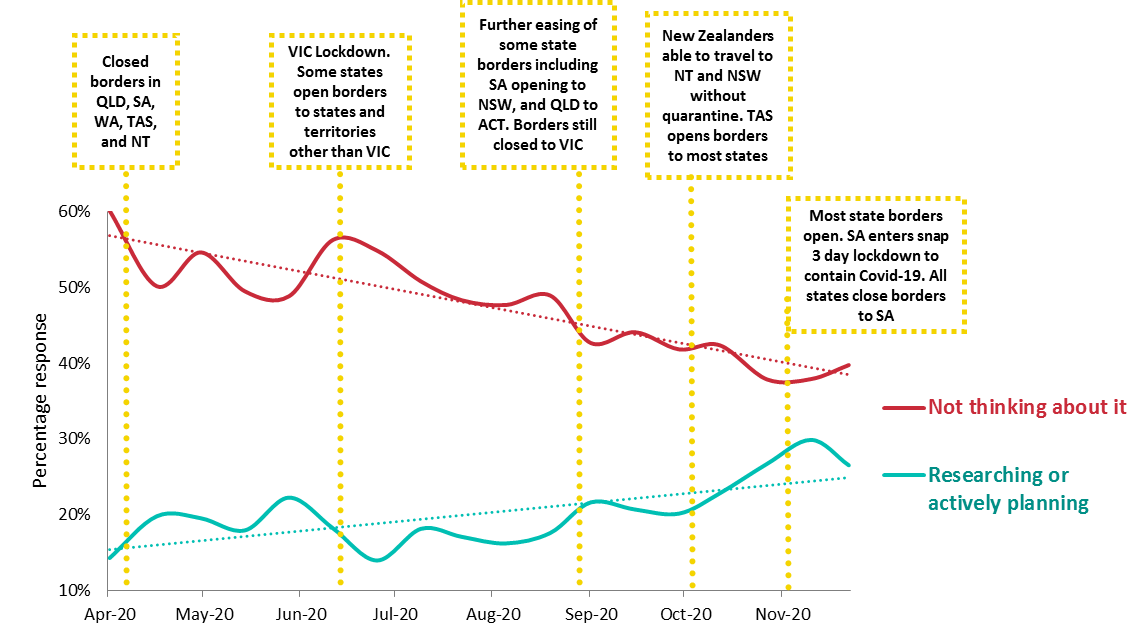 Closed
borders in
QLD, SA,
WA, TAS,
and NT
VIC Lockdown.
Some states
open borders
to states and
territories
other than VIC
Further easing of
some state
borders including
SA opening to
NSW, and QLD to
ACT. Borders still
closed to VIC
New Zealanders
able to travel to
NT and NSW
without
quarantine. TAS
opens borders
to most states
Most state borders
open. SA enters snap
3 day lockdown to
contain Covid-19. All
states close borders
to SA
Percentage response
60%
50%
40%
30%
20%
10%
Apr-20
May-20
Jun-20
Jul-20
Aug-20
Sep-20
Oct-20
Nov-20
Not thinking about it
Researching or
actively planning